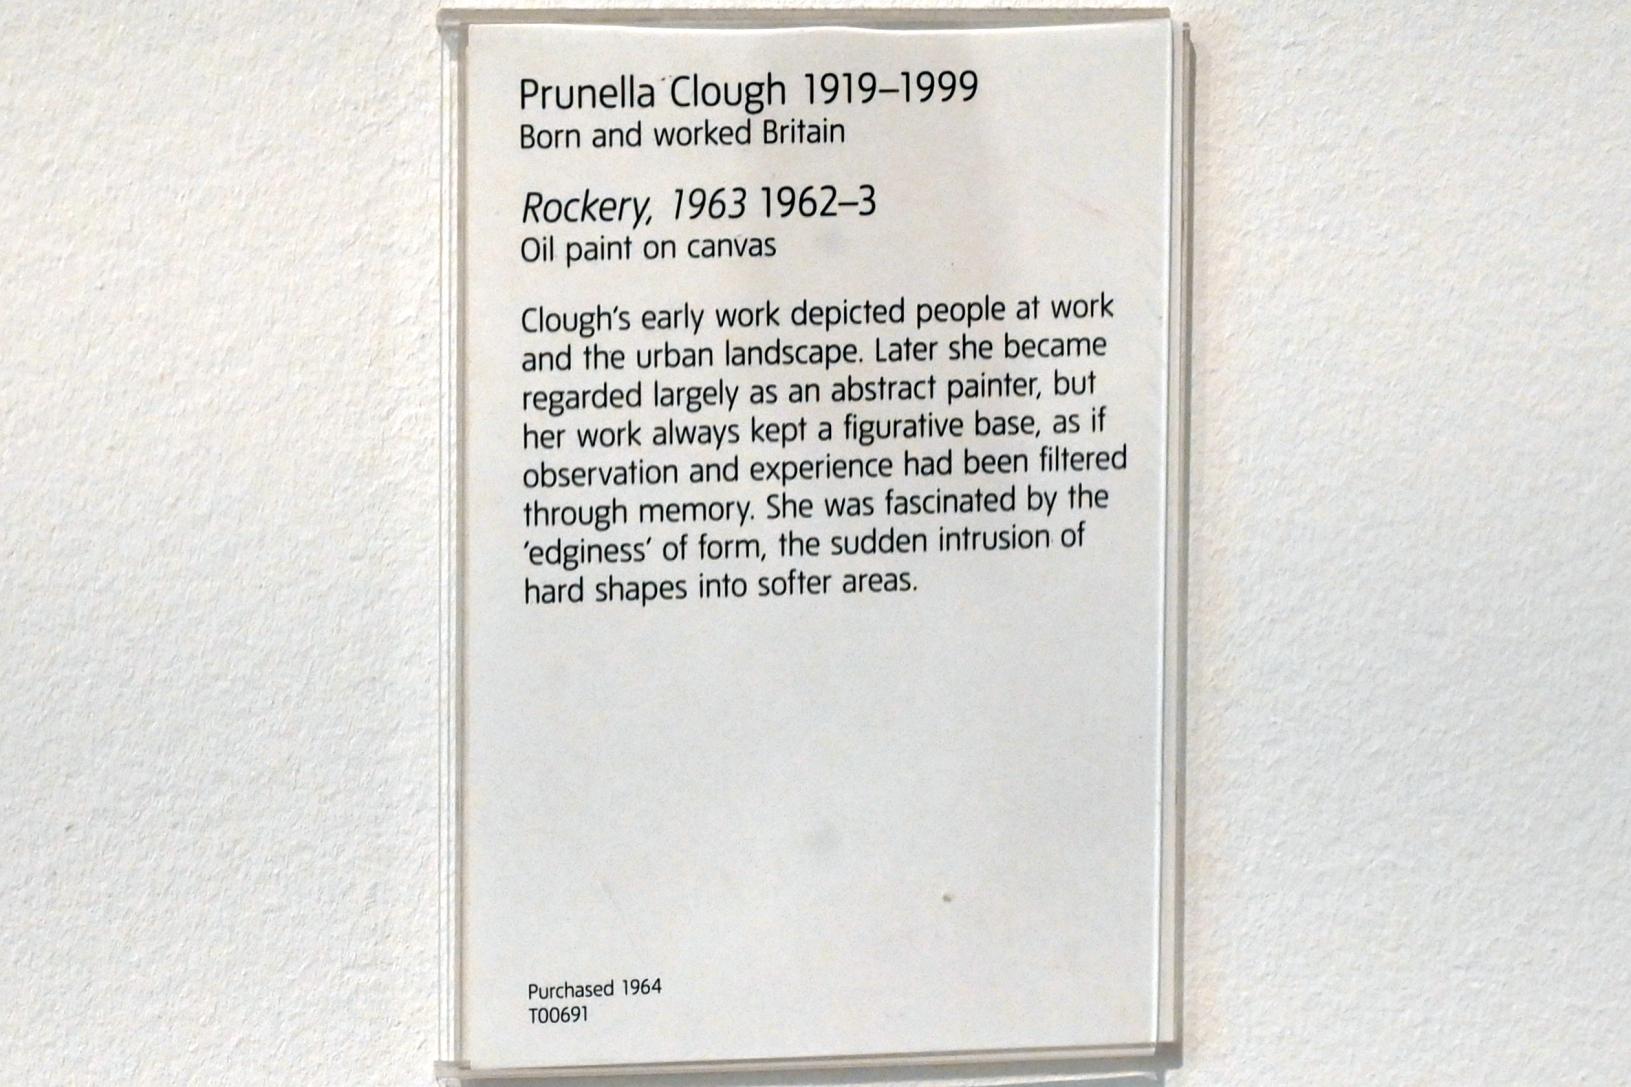 Prunella Clough 1919–1999
Born and worked Britain
Rockery, 1963 1962–3
Oil paint on canvas
Clough's early work depicted people at work
and the urban landscape. Later she became
regarded largely as an abstract painter, but
her work always kept a figurative base, as if
observation and experience had been filtered
through memory. She was fascinated by the
'edginess' of form, the sudden intrusion of
hard shapes into softer areas.
Purchased 1964
T00691